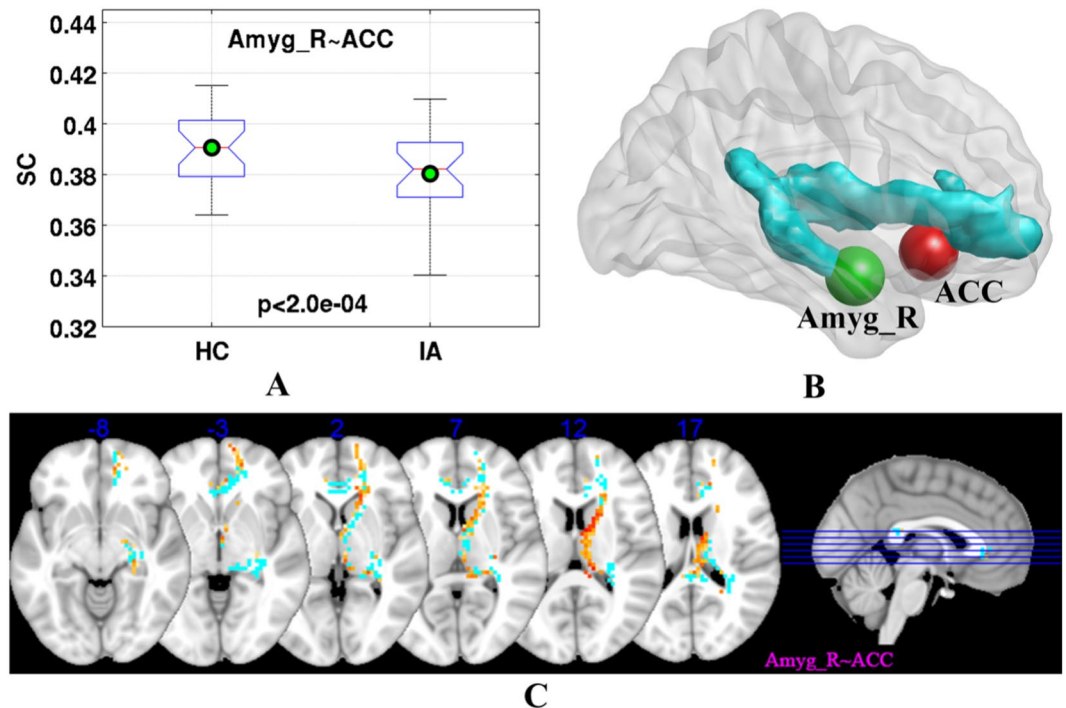 0.44
Amyg_R~ACC
0.42
0.4
SC
0.38
0.36
0.34
p<2.0e-04
0.32
HC IA
A
ACC
Amyg_R
B
-8 -3 2 7 12 17
Amyg_R~ACC
C